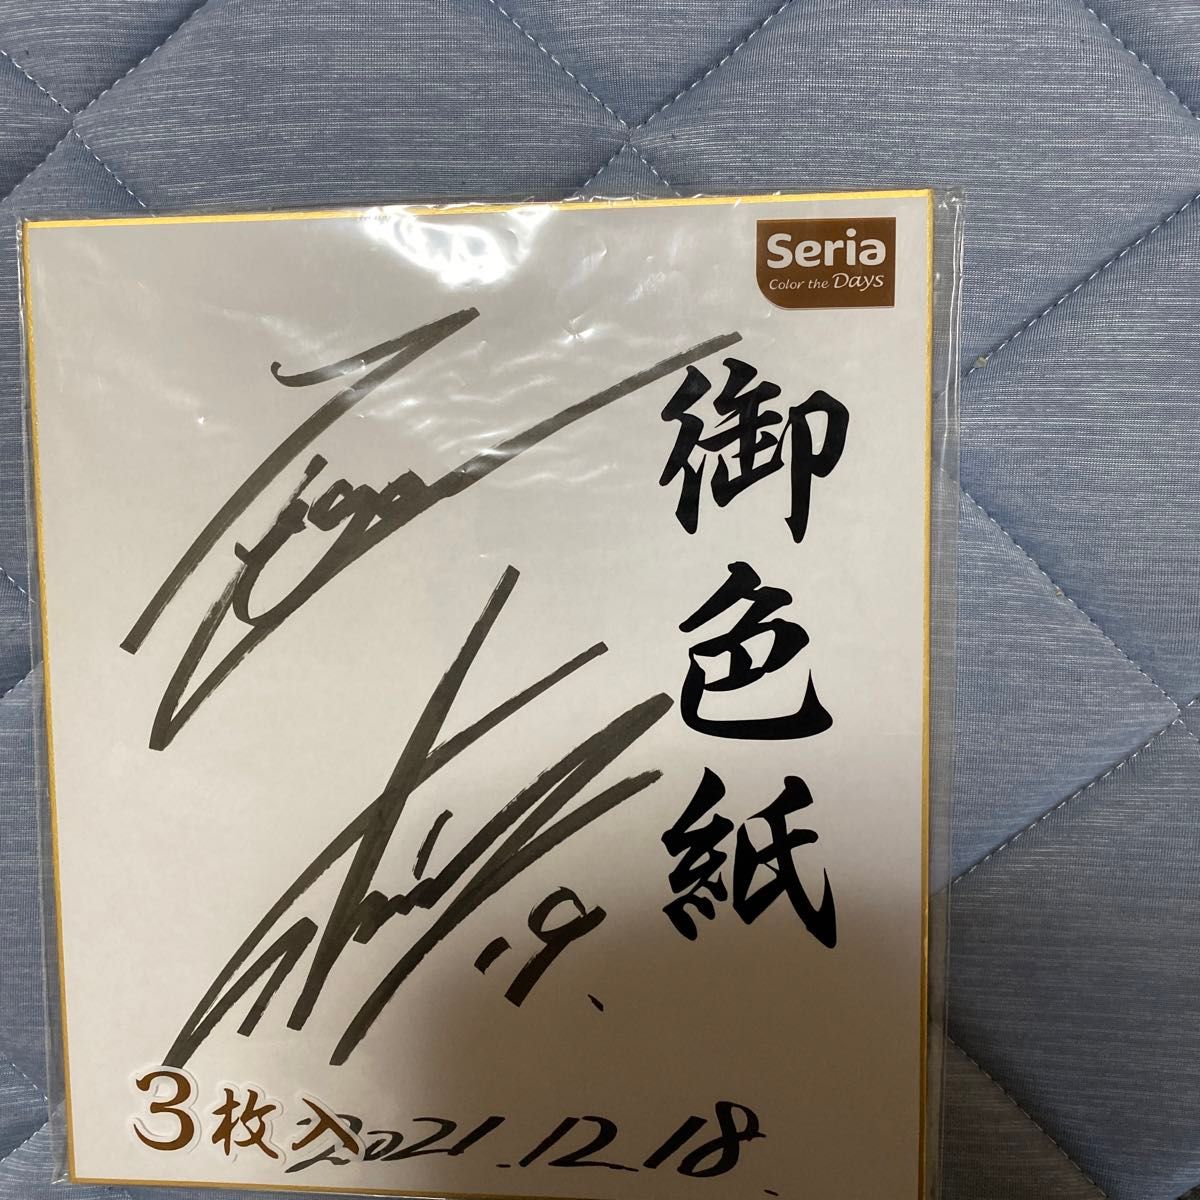 Seria
Color the Days
御色紙
.9.
3枚入
2021.12.18.